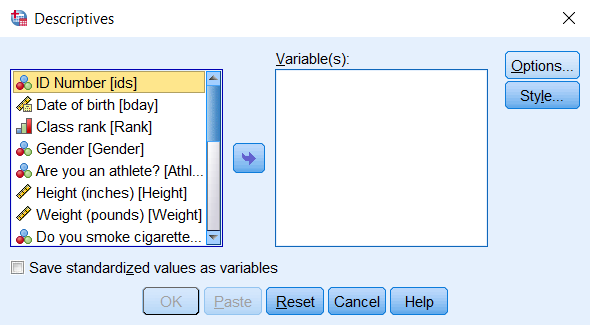 Descriptives
Variable(s):
ID Number [ids]
Date of birth [bday]
Class rank [Rank]
Gender [Gender]
Are you an athlete? [Athl...
Height (inches) [Height]
Weight (pounds) [Weight]
Do you smoke cigarette...
Options...
Style...
Save standardized values as variables
OK Paste Reset Cancel Help